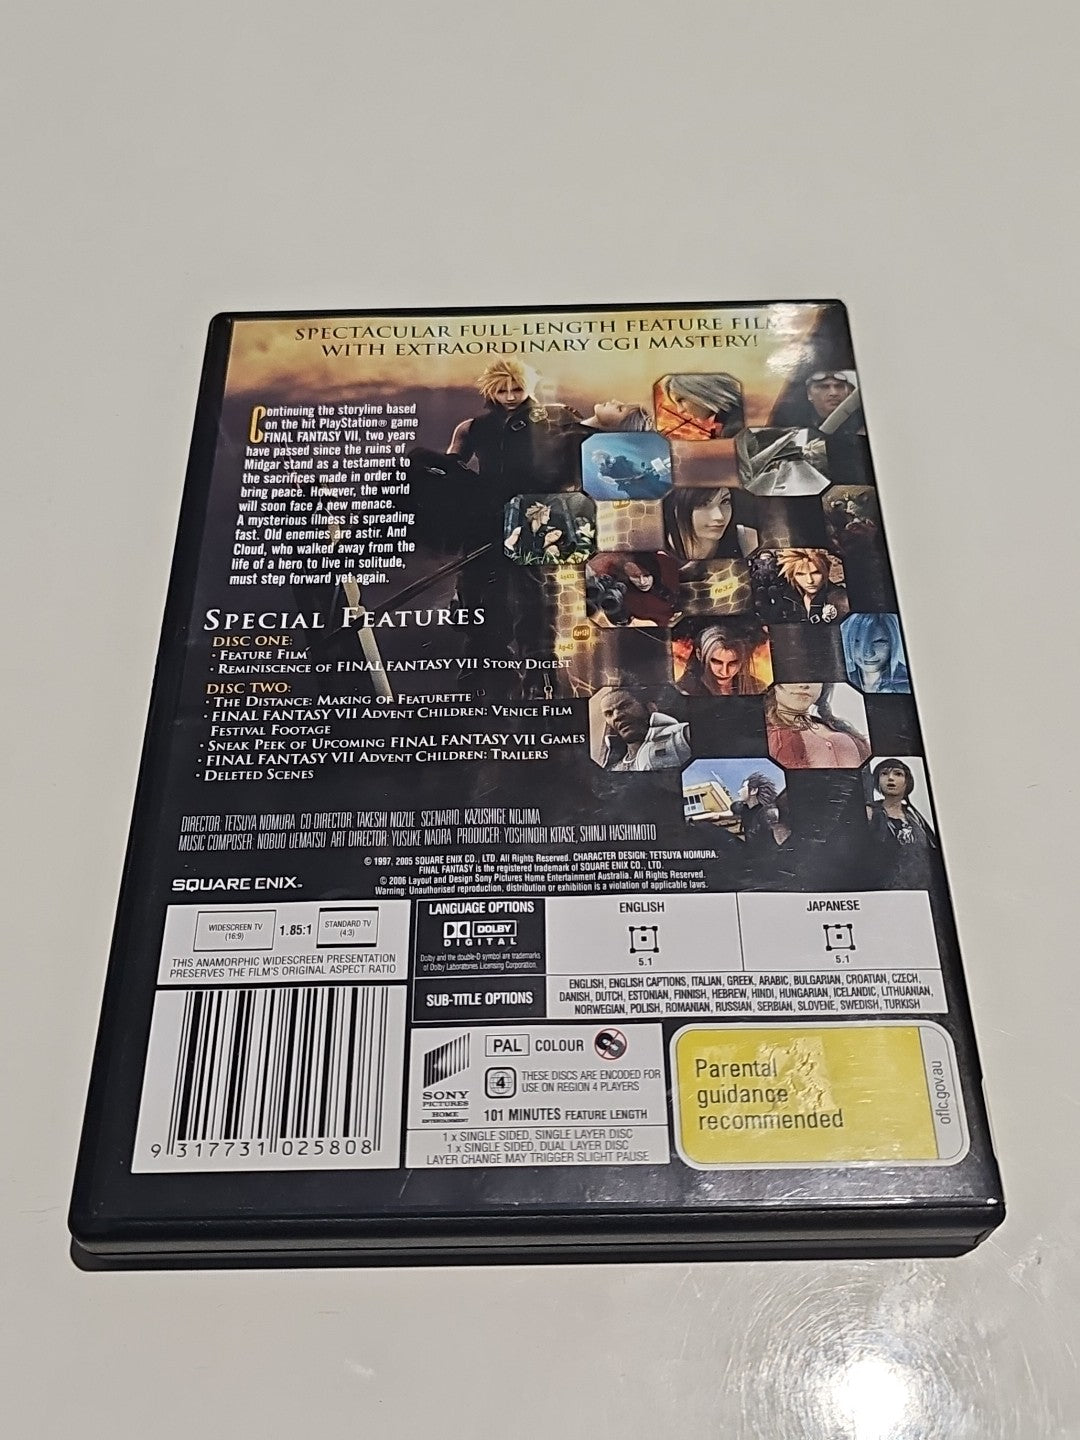 SPECTACULAR FULL-LENGTH FEATURE FILM
WITH EXTRAORDINARY CGI MASTERY!
Continuing the storyline based
on the hit PlayStation® game
FINAL FANTASY VII, two years
have passed since the ruins of
Midgar stand as a testament to
the sacrifices made in order to
bring peace. However, the world
will soon face a new menace.
A mysterious illness is spreading
fast. Old enemies are astir. And
Cloud, who walked away from the
life of a hero to live in solitude,
must step forward yet again.
SPECIAL FEATURES
DISC ONE:
• FEATURE FILM
• REMINISCENCE OF FINAL FANTASY VII STORY DIGEST
DISC TWO:
• THE DISTANCE: MAKING OF FEATURETTE
• FINAL FANTASY VII ADVENT CHILDREN: VENICE FILM
FESTIVAL FOOTAGE
• SNEAK PEEK OF UPCOMING FINAL FANTASY VII GAMES
• FINAL FANTASY VII ADVENT CHILDREN: TRAILERS
• DELETED SCENES
fe32
DIRECTOR: TETSUYA NOMURA CO-DIRECTOR: TAKESHI NOZUE SCENARIO: KAZUSHIGE NOJIMA
MUSIC COMPOSER: NOBUO UEMATSU ART DIRECTOR: YUSUKE NAORA PRODUCER: YOSHINORI KITASE, SHINJI HASHIMOTO
© 1997, 2005 SQUARE ENIX CO., LTD. All Rights Reserved. CHARACTER DESIGN: TETSUYA NOMURA.
FINAL FANTASY is the registered trademark of SQUARE ENIX CO., LTD.
© 2006 Layout and Design Sony Pictures Home Entertainment Australia. All Rights Reserved.
Warning: Unauthorised reproduction, distribution or exhibition is a violation of applicable laws.
SQUARE ENIX™
WIDESCREEN TV
(16:9)
1.85:1
STANDARD TV
(4:3)
THIS ANAMORPHIC WIDESCREEN PRESENTATION
PRESERVES THE FILM'S ORIGINAL ASPECT RATIO
LANGUAGE OPTIONS
DOLBY
DIGITAL
Dolby and the double-D symbol are trademarks
of Dolby Laboratories Licensing Corporation.
ENGLISH
5.1
JAPANESE
5.1
SUB-TITLE OPTIONS
ENGLISH, ENGLISH CAPTIONS, ITALIAN, GREEK, ARABIC, BULGARIAN, CROATIAN, CZECH,
DANISH, DUTCH, ESTONIAN, FINNISH, HEBREW, HINDI, HUNGARIAN, ICELANDIC, LITHUANIAN,
NORWEGIAN, POLISH, ROMANIAN, RUSSIAN, SERBIAN, SLOVENE, SWEDISH, TURKISH
9 317731 025808
SONY
PICTURES
HOME
ENTERTAINMENT
PAL COLOUR
4
THESE DISCS ARE ENCODED FOR
USE ON REGION 4 PLAYERS
101 MINUTES FEATURE LENGTH
1 x SINGLE SIDED, SINGLE LAYER DISC
1 x SINGLE SIDED, DUAL LAYER DISC
LAYER CHANGE MAY TRIGGER SLIGHT PAUSE
Parental
guidance
recommended
oflc.gov.au